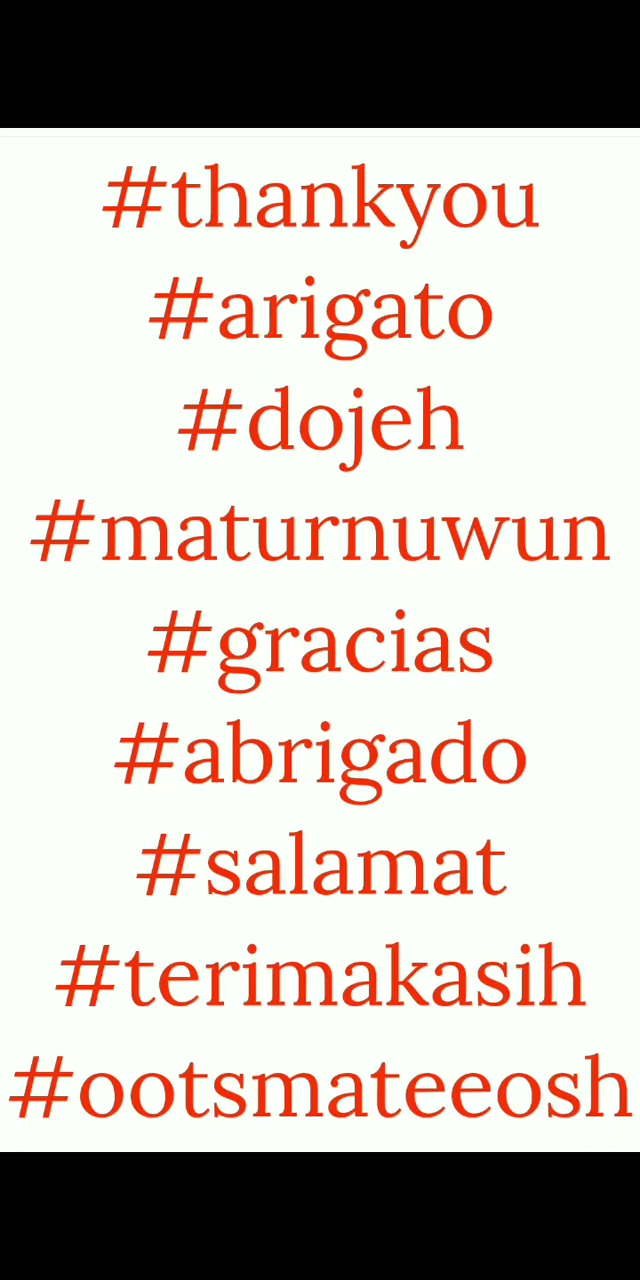 #thankyou
#arigato
#dojeh
#maturnuwun
#gracias
#abrigado
#salamat
#terimakasih
#ootsmateeosh